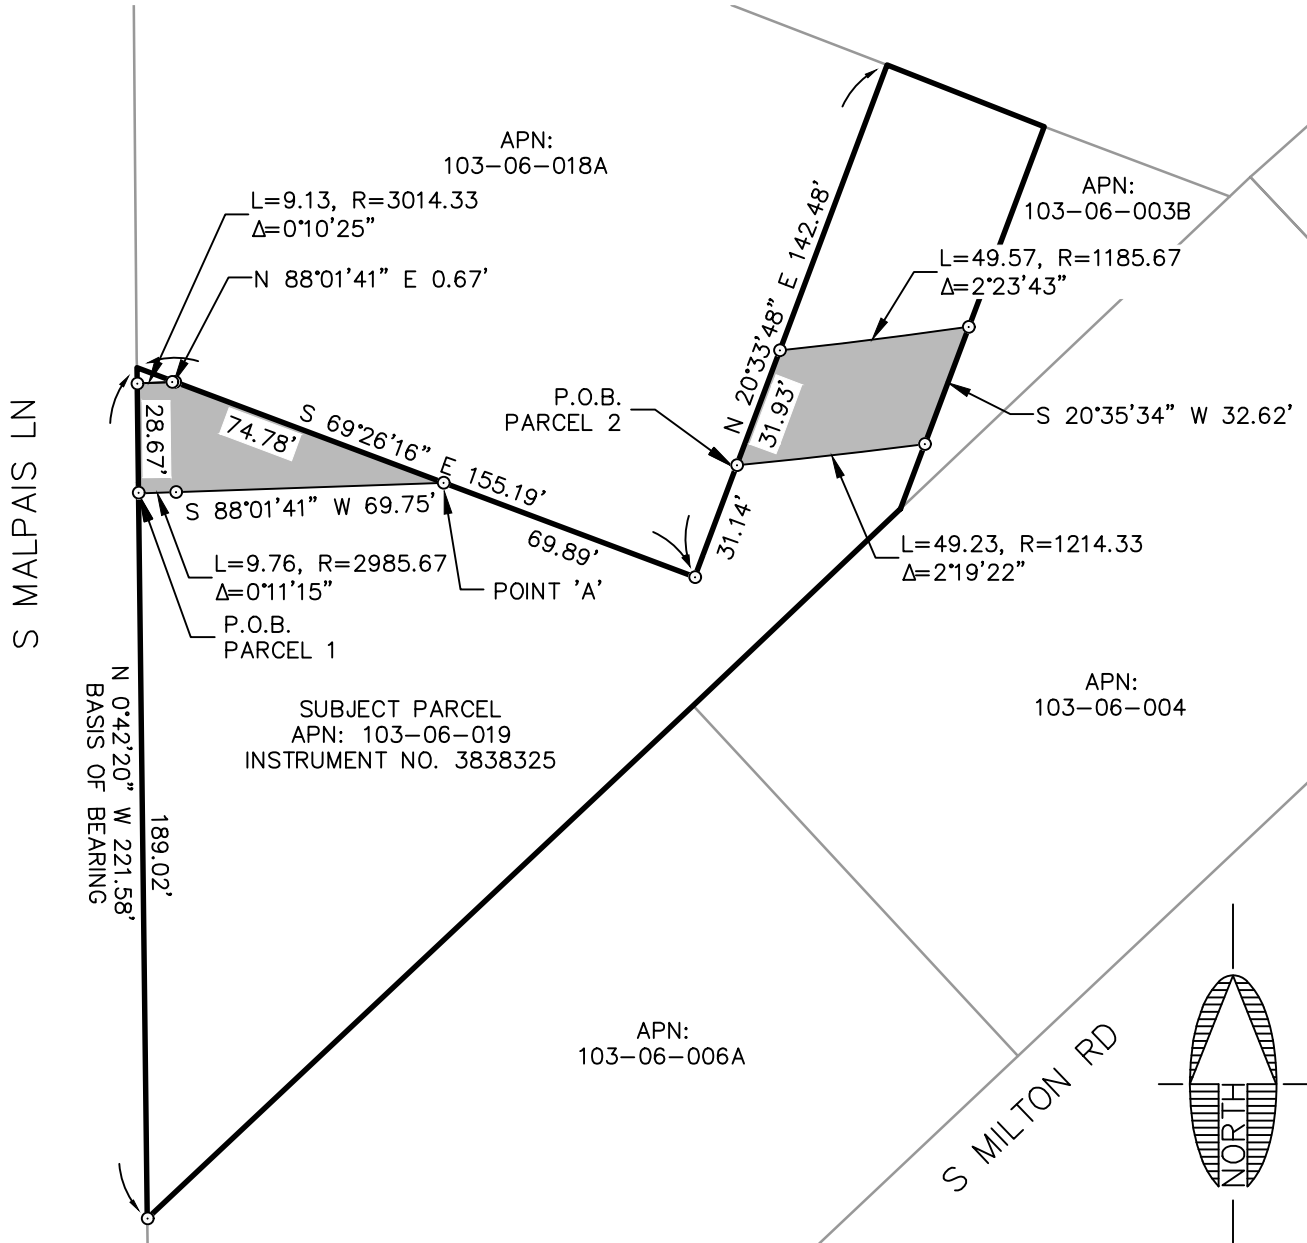 APN:
103-06-018A
L=9.13, R=3014.33
Δ=0°10'25"
N 88°01'41" E 0.67'
APN:
103-06-003B
L=49.57, R=1185.67
Δ=2°23'43"
N 20°33'48" E 142.48'
31.93'
P.O.B.
PARCEL 2
S 20°35'34" W 32.62'
S MALPAIS LN
28.67'
74.78'
S 69°26'16" E 155.19'
S 88°01'41" W 69.75'
69.89'
31.14'
L=49.23, R=1214.33
Δ=2°19'22"
L=9.76, R=2985.67
Δ=0°11'15"
POINT 'A'
P.O.B.
PARCEL 1
N 0°42'20" W 221.58'
BASIS OF BEARING
189.02'
SUBJECT PARCEL
APN: 103-06-019
INSTRUMENT NO. 3838325
APN:
103-06-004
APN:
103-06-006A
S MILTON RD
NORTH